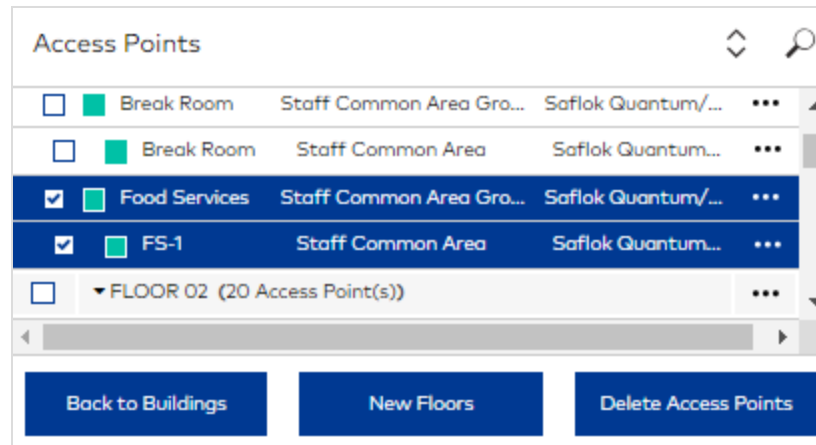 Access Points
Break Room Staff Common Area Gro... Saflok Quantum/... •••
Break Room Staff Common Area Saflok Quantum... •••
Food Services Staff Common Area Gro... Saflok Quantum/... •••
FS-1 Staff Common Area Saflok Quantum... •••
FLOOR 02 (20 Access Point(s)) •••
Back to Buildings New Floors Delete Access Points